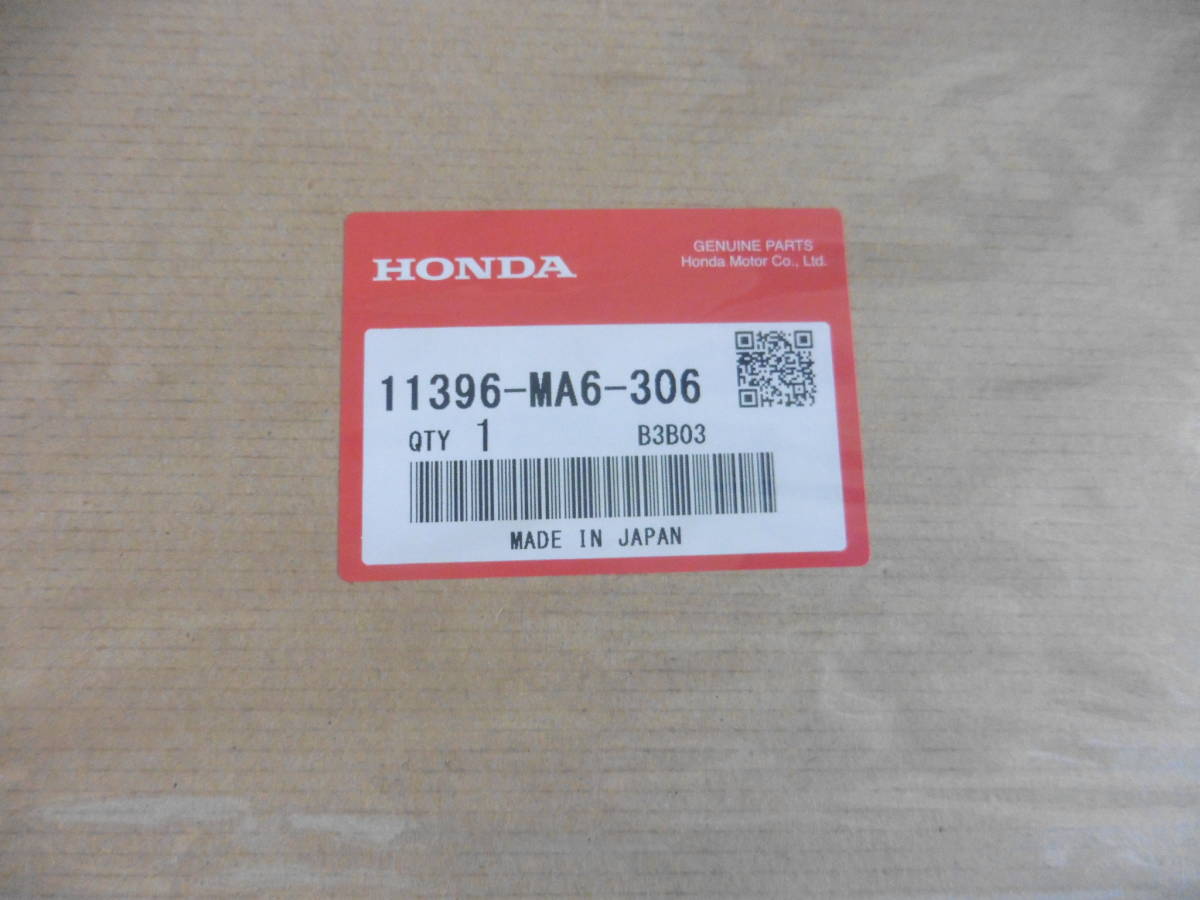 HONDA
GENUINE PARTS
Honda Motor Co., Ltd.
11396-MA6-306
QTY 1 B3B03
MADE IN JAPAN